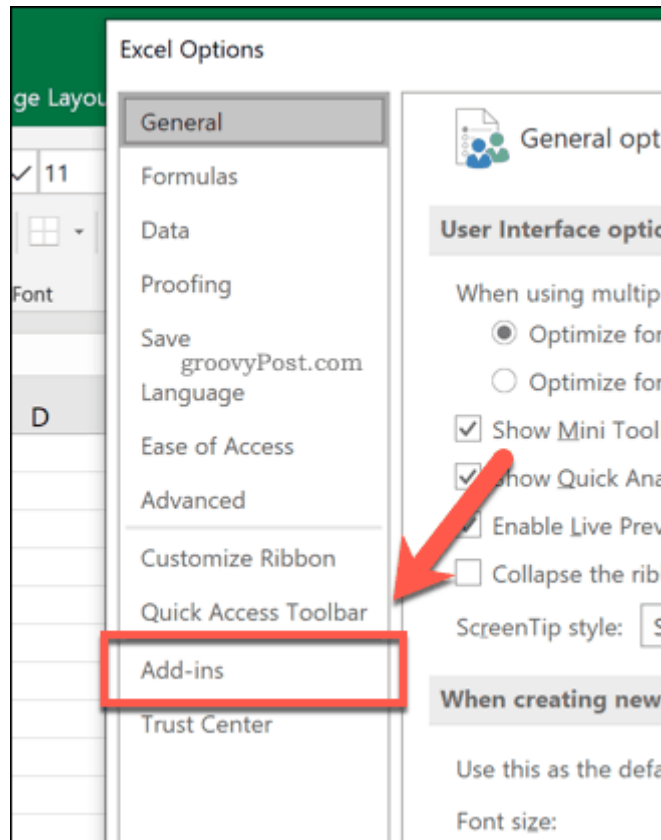 Excel Options
ge Layou
11
Font
D
General
Formulas
Data
Proofing
Save
groovyPost.com
Language
Ease of Access
Advanced
Customize Ribbon
Quick Access Toolbar
Add-ins
Trust Center
General opt
User Interface optio
When using multip
Optimize for
Optimize for
Show Mini Tool
Show Quick Ana
Enable Live Prev
Collapse the rib
ScreenTip style:
When creating new
Use this as the defa
Font size: